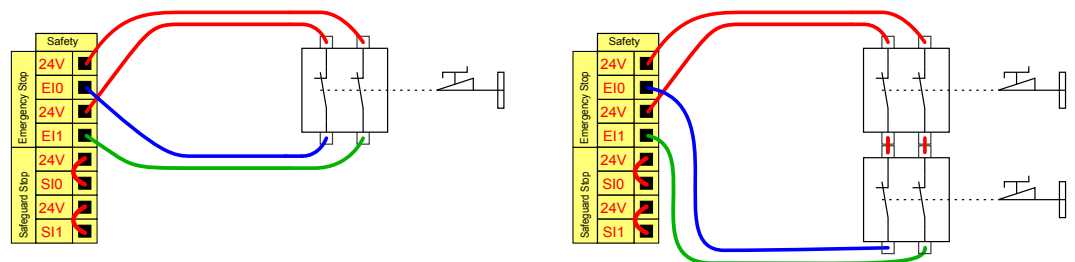 Safety
Emergency Stop
24V
EI0
24V
EI1
Safeguard Stop
24V
SI0
24V
SI1
Safety
Emergency Stop
24V
EI0
24V
EI1
Safeguard Stop
24V
SI0
24V
SI1